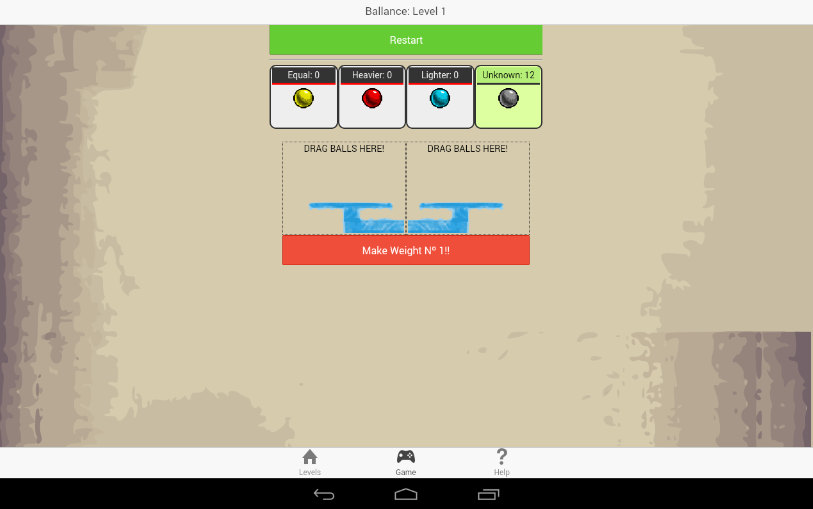 Ballance: Level 1
Restart
Equal: 0
Heavier: 0
Lighter: 0
Unknown: 12
DRAG BALLS HERE!
DRAG BALLS HERE!
Make Weight Nº 1!!
Levels
Game
Help